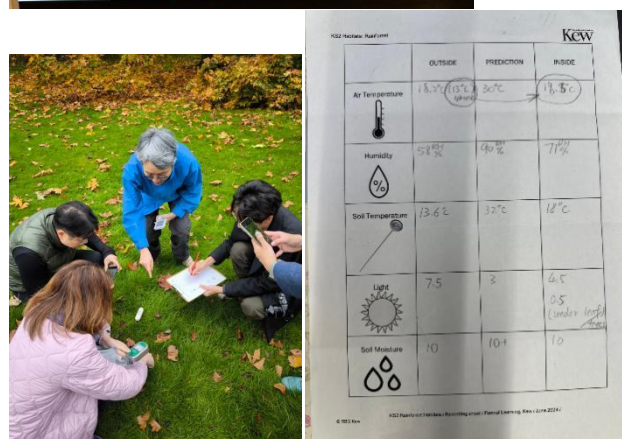 KS2 Habitats: Rainforest
Kew
OUTSIDE PREDICTION INSIDE
Air Temperature 18.2°C (13°C) 30°C
Humidity 58 % 90 % 71 %
Soil Temperature 13.6°C 32°C 18°C
Light 7.5 3 4.5
0.5
(under leaf)
Soil Moisture 10 10+ 10
© RBG Kew